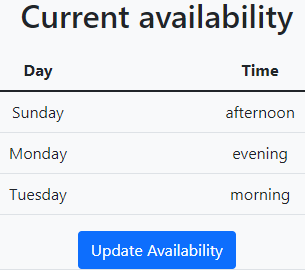 Current availability
Day Time
Sunday afternoon
Monday evening
Tuesday morning
Update Availability